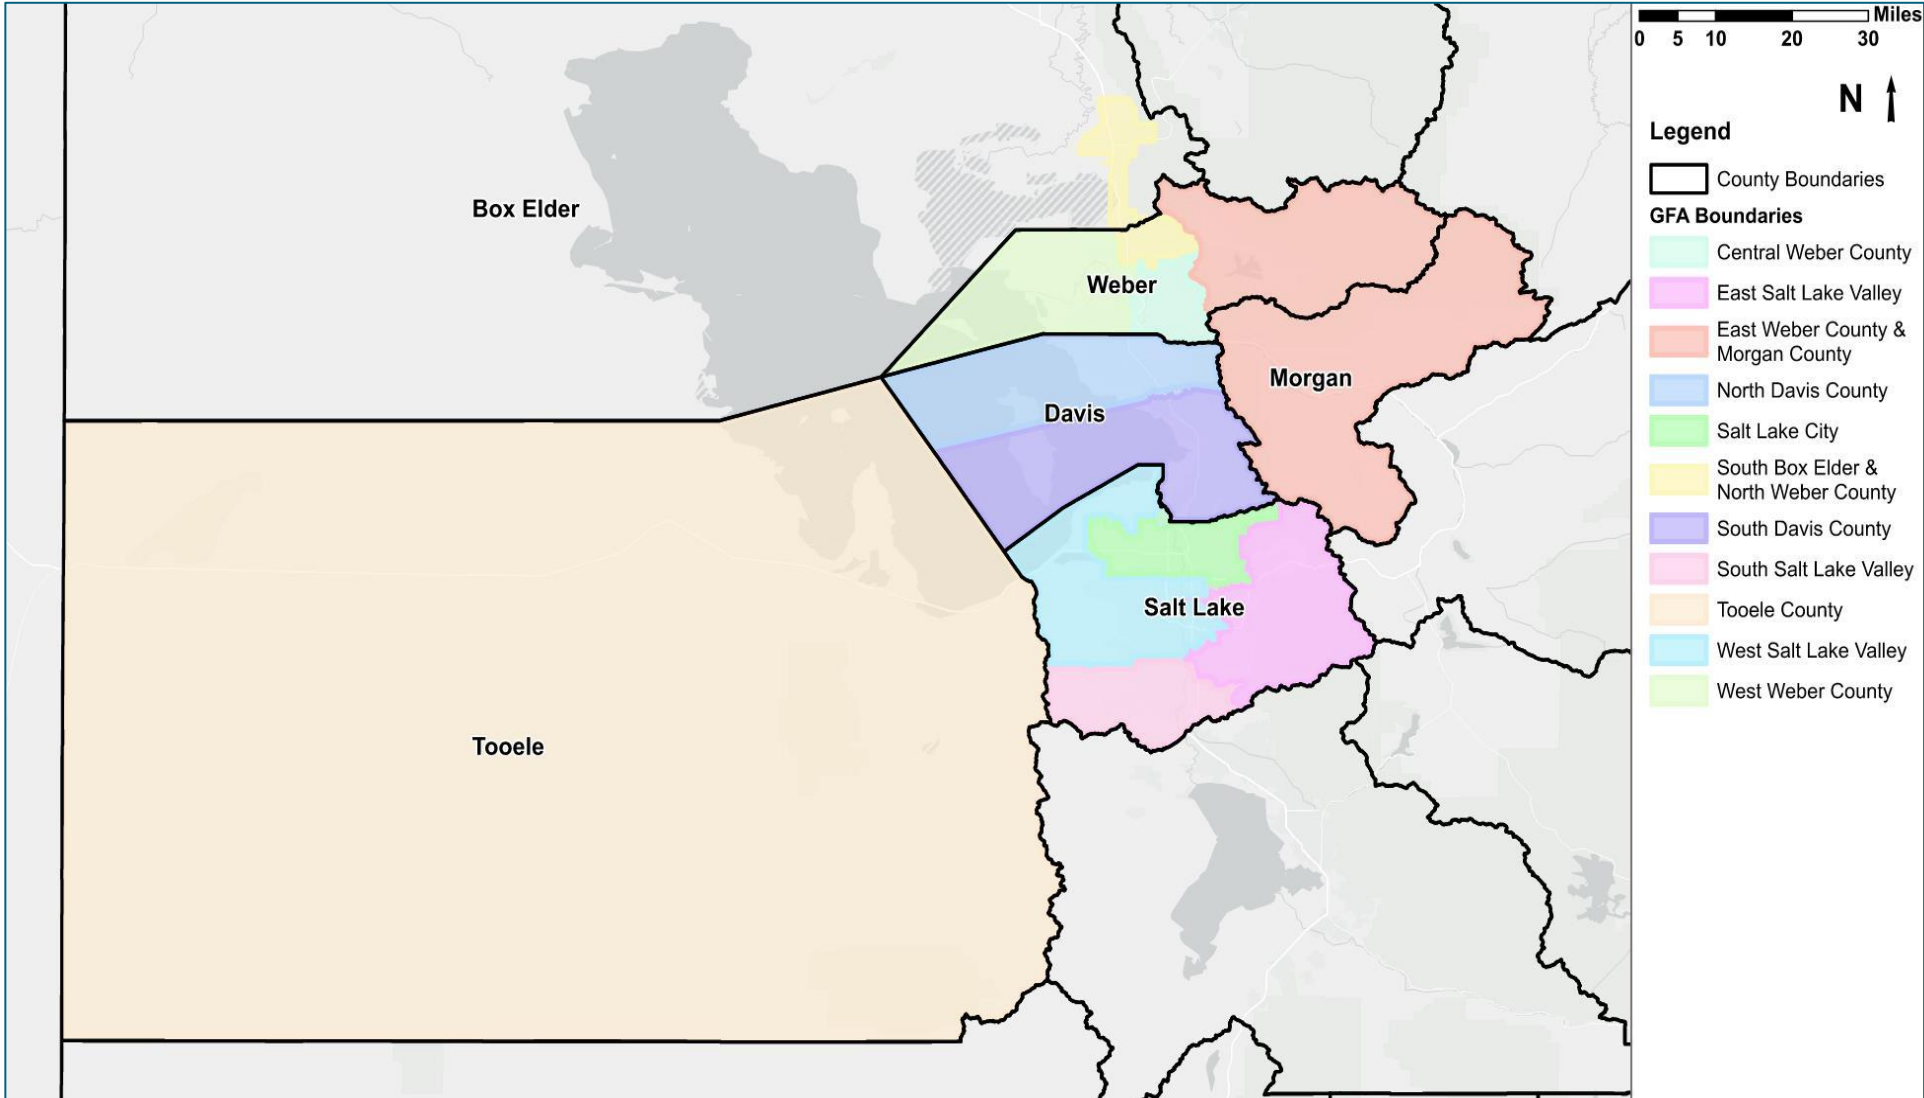 Miles
0 5 10 20 30
N
Legend
County Boundaries
GFA Boundaries
Central Weber County
East Salt Lake Valley
East Weber County &
Morgan County
North Davis County
Salt Lake City
South Box Elder &
North Weber County
South Davis County
South Salt Lake Valley
Tooele County
West Salt Lake Valley
West Weber County
Box Elder
Weber
Morgan
Davis
Salt Lake
Tooele